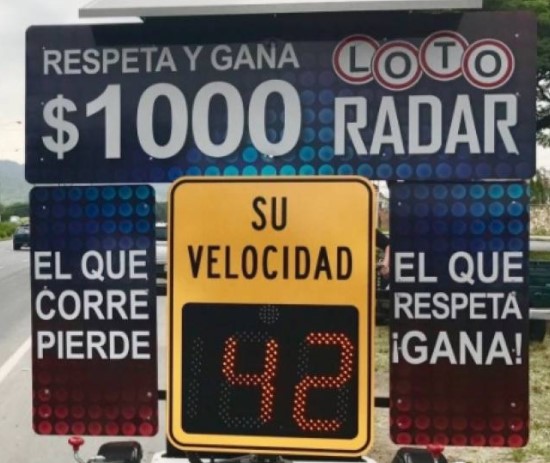 RESPETA Y GANA
$1000
LOTO
RADAR
EL QUE
CORRE
PIERDE
SU
VELOCIDAD
42
EL QUE
RESPETA
¡GANA!